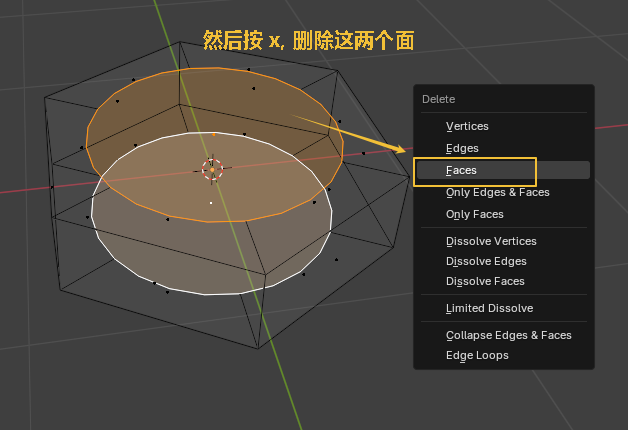 然后按 x, 删除这两个面
Delete
Vertices
Edges
Faces
Only Edges & Faces
Only Faces
Dissolve Vertices
Dissolve Edges
Dissolve Faces
Limited Dissolve
Collapse Edges & Faces
Edge Loops